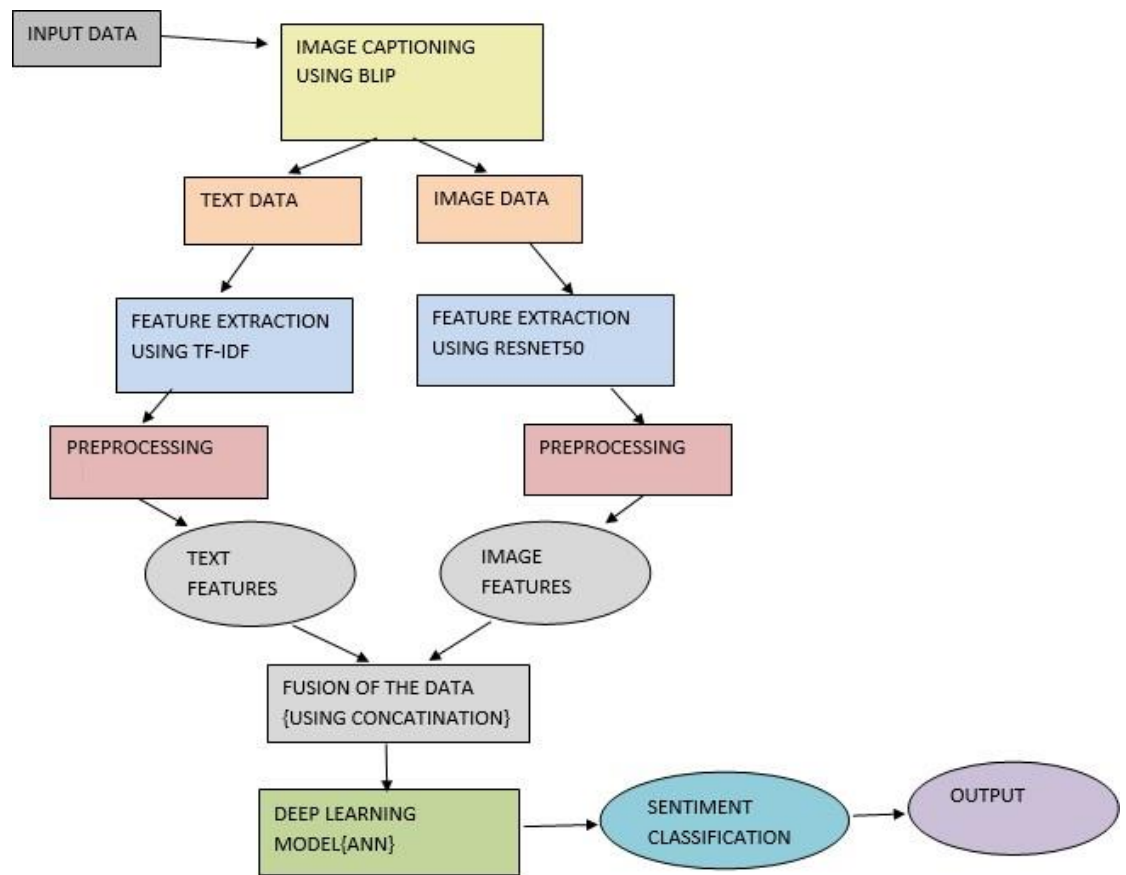 INPUT DATA
IMAGE CAPTIONING
USING BLIP
TEXT DATA
IMAGE DATA
FEATURE EXTRACTION
USING TF-IDF
FEATURE EXTRACTION
USING RESNET50
PREPROCESSING
PREPROCESSING
TEXT
FEATURES
IMAGE
FEATURES
FUSION OF THE DATA
{USING CONCATINATION}
DEEP LEARNING
MODEL{ANN}
SENTIMENT
CLASSIFICATION
OUTPUT